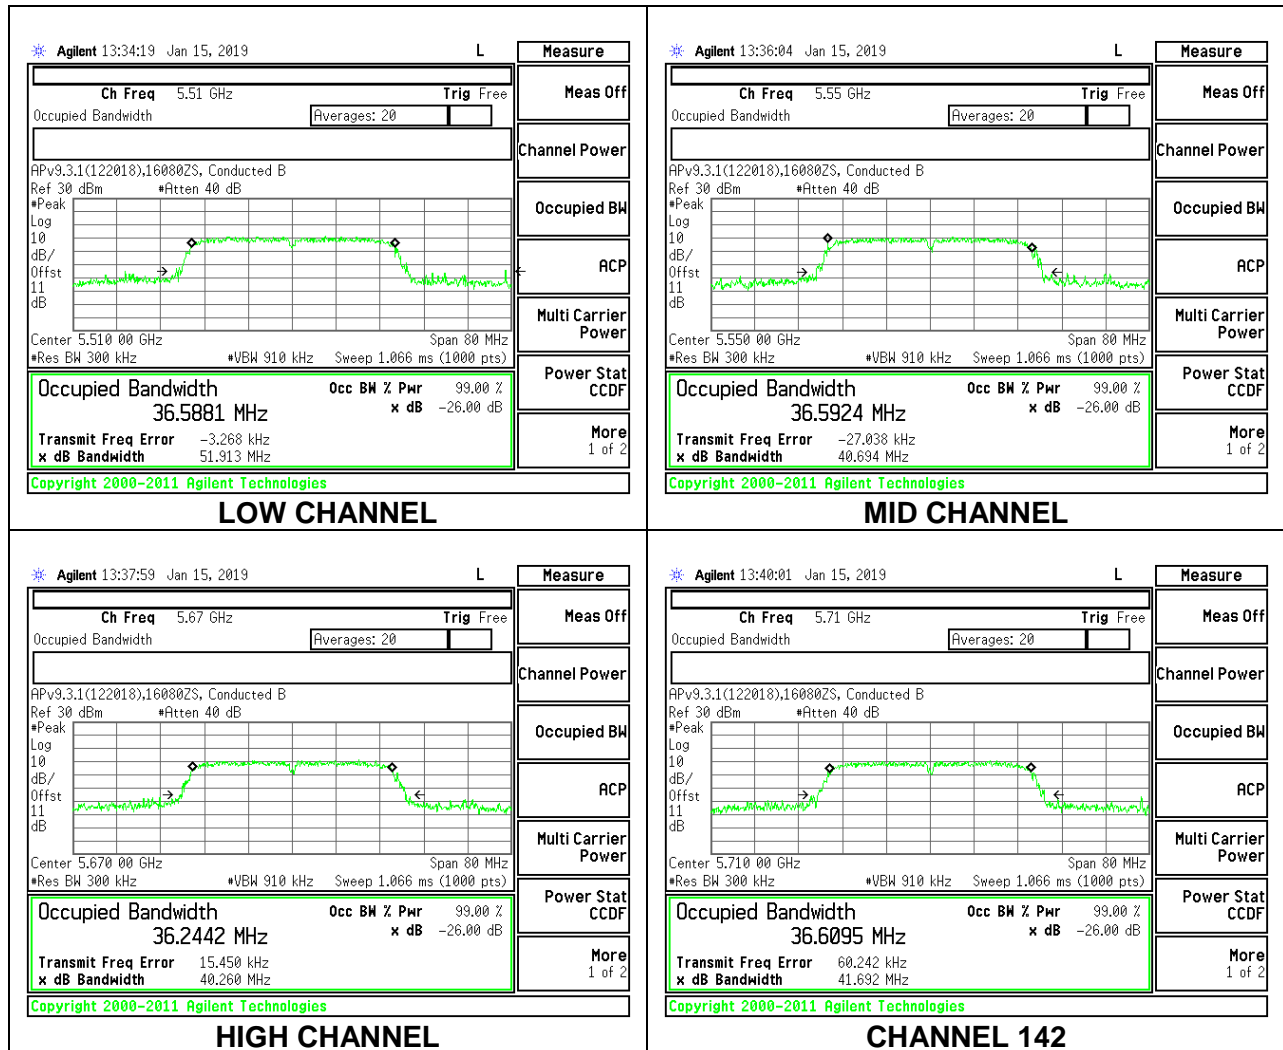 Agilent 13:34:19 Jan 15, 2019 L Measure
Ch Freq 5.51 GHz Trig Free Meas Off
Occupied Bandwidth Averages: 20
Channel Power
APv9.3.1(122018),16080ZS, Conducted B
Ref 30 dBm #Atten 40 dB
#Peak Occupied BW
Log
10
dB/ ACP
Offst
11
dB Multi Carrier Power
Center 5.510 00 GHz Span 80 MHz
#Res BW 300 kHz #VBW 910 kHz Sweep 1.066 ms (1000 pts)
Power Stat CCDF
Occupied Bandwidth Occ BW % Pwr 99.00 %
36.5881 MHz x dB -26.00 dB
Transmit Freq Error -3.268 kHz More
x dB Bandwidth 51.913 MHz 1 of 2
Copyright 2000-2011 Agilent Technologies
LOW CHANNEL
Agilent 13:36:04 Jan 15, 2019 L Measure
Ch Freq 5.55 GHz Trig Free Meas Off
Occupied Bandwidth Averages: 20
Channel Power
APv9.3.1(122018),16080ZS, Conducted B
Ref 30 dBm #Atten 40 dB
#Peak Occupied BW
Log
10
dB/ ACP
Offst
11
dB Multi Carrier Power
Center 5.550 00 GHz Span 80 MHz
#Res BW 300 kHz #VBW 910 kHz Sweep 1.066 ms (1000 pts)
Power Stat CCDF
Occupied Bandwidth Occ BW % Pwr 99.00 %
36.5924 MHz x dB -26.00 dB
Transmit Freq Error -27.038 kHz More
x dB Bandwidth 40.694 MHz 1 of 2
Copyright 2000-2011 Agilent Technologies
MID CHANNEL
Agilent 13:37:59 Jan 15, 2019 L Measure
Ch Freq 5.67 GHz Trig Free Meas Off
Occupied Bandwidth Averages: 20
Channel Power
APv9.3.1(122018),16080ZS, Conducted B
Ref 30 dBm #Atten 40 dB
#Peak Occupied BW
Log
10
dB/ ACP
Offst
11
dB Multi Carrier Power
Center 5.670 00 GHz Span 80 MHz
#Res BW 300 kHz #VBW 910 kHz Sweep 1.066 ms (1000 pts)
Power Stat CCDF
Occupied Bandwidth Occ BW % Pwr 99.00 %
36.2442 MHz x dB -26.00 dB
Transmit Freq Error 15.450 kHz More
x dB Bandwidth 40.260 MHz 1 of 2
Copyright 2000-2011 Agilent Technologies
HIGH CHANNEL
Agilent 13:40:01 Jan 15, 2019 L Measure
Ch Freq 5.71 GHz Trig Free Meas Off
Occupied Bandwidth Averages: 20
Channel Power
APv9.3.1(122018),16080ZS, Conducted B
Ref 30 dBm #Atten 40 dB
#Peak Occupied BW
Log
10
dB/ ACP
Offst
11
dB Multi Carrier Power
Center 5.710 00 GHz Span 80 MHz
#Res BW 300 kHz #VBW 910 kHz Sweep 1.066 ms (1000 pts)
Power Stat CCDF
Occupied Bandwidth Occ BW % Pwr 99.00 %
36.6095 MHz x dB -26.00 dB
Transmit Freq Error 60.242 kHz More
x dB Bandwidth 41.692 MHz 1 of 2
Copyright 2000-2011 Agilent Technologies
CHANNEL 142